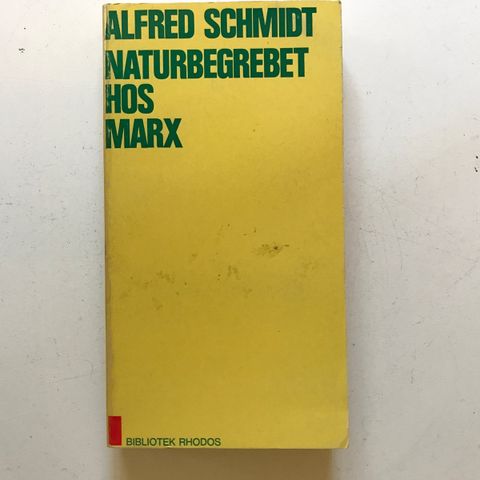 ALFRED SCHMIDT
NATURBEGREBET
HOS
MARX
BIBLIOTEK RHODOS